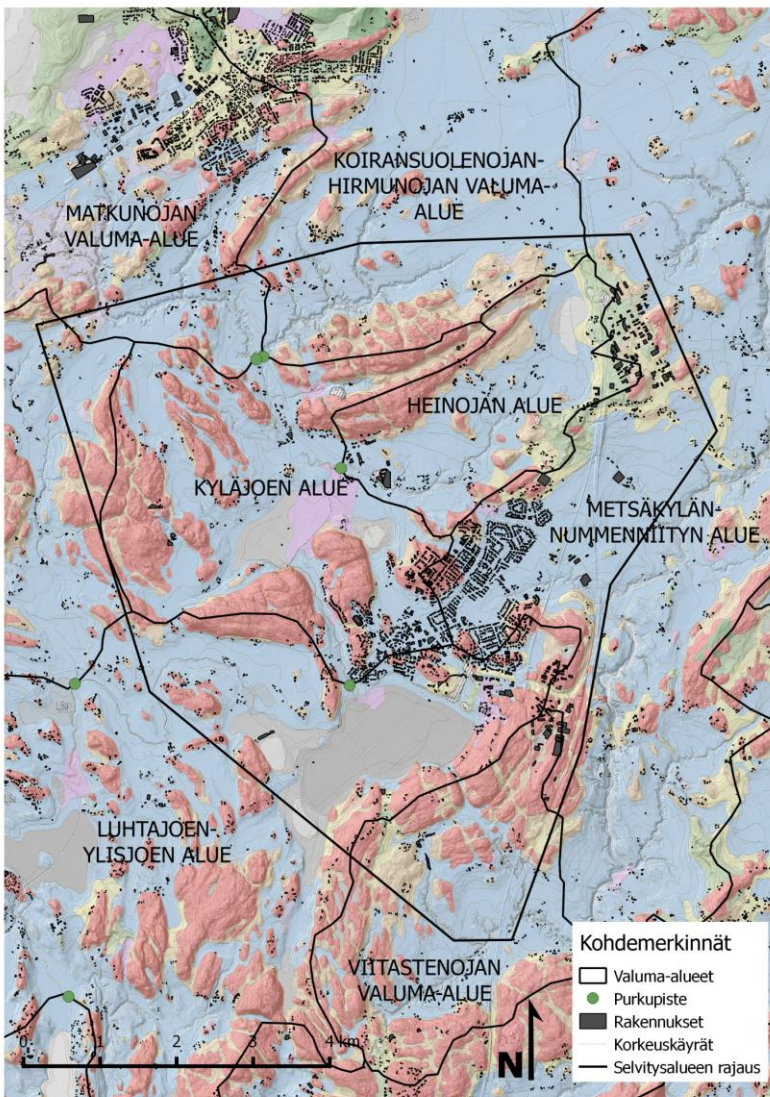 KOIRANSUOLENOJAN-
HIRMUNOJAN VALUMA-
ALUE
MATKUNOJAN
VALUMA-ALUE
HEINOJAN ALUE
KYLÄJOEN ALUE
METSÄKYLÄN-
NUMMENNIITYN ALUE
LUHTAJOEN-
YLISJOEN ALUE
VIITASTENOJAN
VALUMA-ALUE
0 1 2 4 km
N
Kohdemerkinnät
Valuma-alueet
Purkupiste
Rakennukset
Korkeuskäyrät
Selvitysalueen rajaus